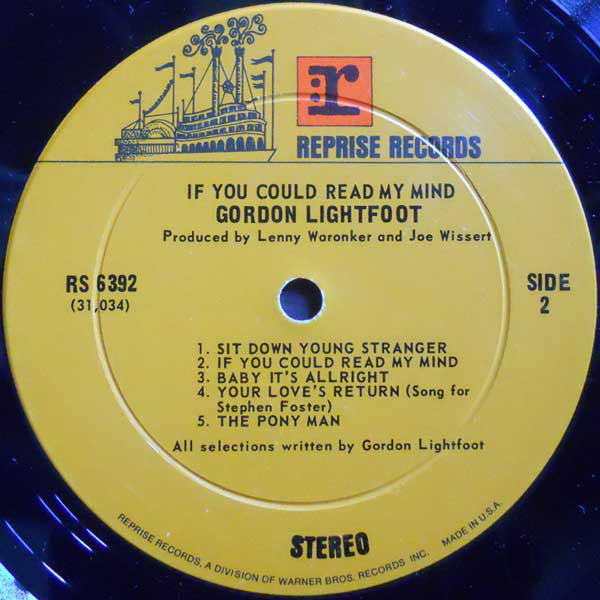 :r
REPRISE RECORDS
IF YOU COULD READ MY MIND
GORDON LIGHTFOOT
Produced by Lenny Waronker and Joe Wissert
RS 6392
(31,034)
SIDE
2
1. SIT DOWN YOUNG STRANGER
2. IF YOU COULD READ MY MIND
3. BABY IT'S ALLRIGHT
4. YOUR LOVE'S RETURN (Song for
Stephen Foster)
5. THE PONY MAN
All selections written by Gordon Lightfoot
STEREO
REPRISE RECORDS, A DIVISION OF WARNER BROS. RECORDS INC. MADE IN U.S.A.